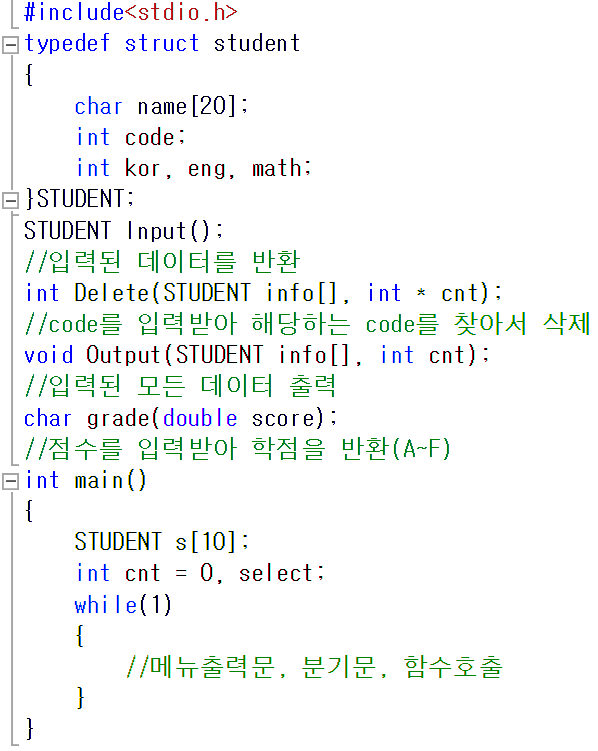 #include<stdio.h>
typedef struct student
{
    char name[20];
    int code;
    int kor, eng, math;
}STUDENT;
STUDENT Input();
//입력된 데이터를 반환
int Delete(STUDENT info[], int * cnt);
//code를 입력받아 해당하는 code를 찾아서 삭제
void Output(STUDENT info[], int cnt);
//입력된 모든 데이터 출력
char grade(double score);
//점수를 입력받아 학점을 반환(A~F)
int main()
{
    STUDENT s[10];
    int cnt = 0, select;
    while(1)
    {
        //메뉴출력문, 분기문, 함수호출
    }
}